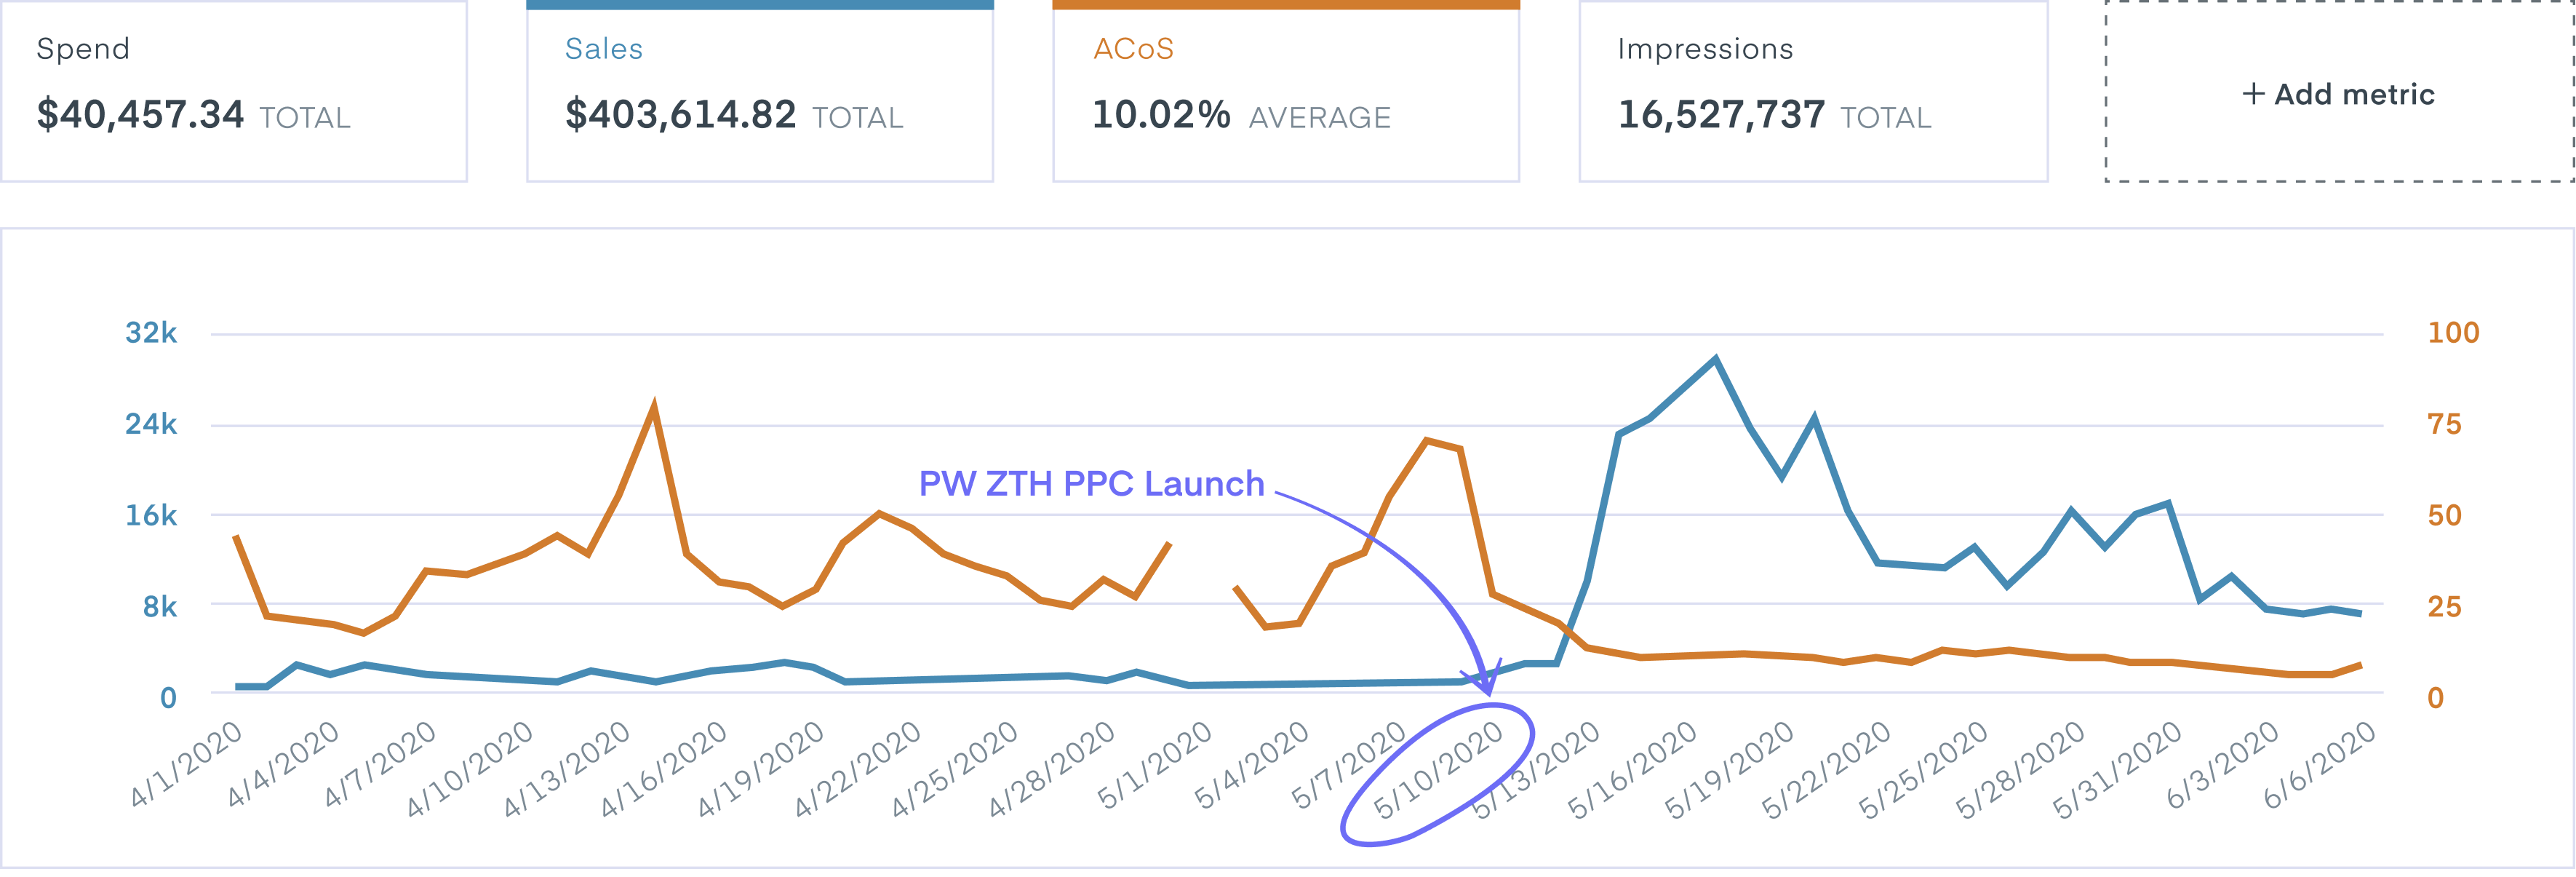 Spend
$40,457.34 TOTAL
Sales
$403,614.82 TOTAL
ACoS
10.02% AVERAGE
Impressions
16,527,737 TOTAL
+ Add metric
32k
24k
16k
8k
0
100
75
50
25
0
PW ZTH PPC Launch
4/1/2020
4/4/2020
4/7/2020
4/10/2020
4/13/2020
4/16/2020
4/19/2020
4/22/2020
4/25/2020
4/28/2020
5/1/2020
5/4/2020
5/7/2020
5/10/2020
5/13/2020
5/16/2020
5/19/2020
5/22/2020
5/25/2020
5/28/2020
5/31/2020
6/3/2020
6/6/2020